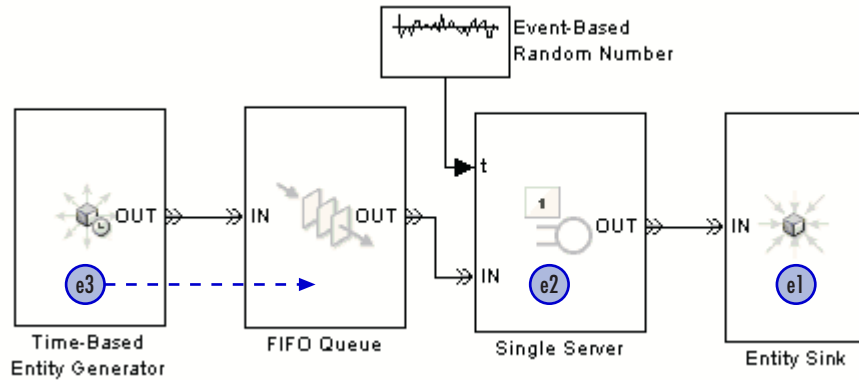 Event-Based
Random Number
OUT
IN
OUT
t
IN
1
OUT
IN
e3
e2
e1
Time-Based
Entity Generator
FIFO Queue
Single Server
Entity Sink